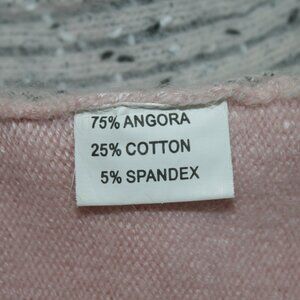 75% ANGORA
25% COTTON
5% SPANDEX